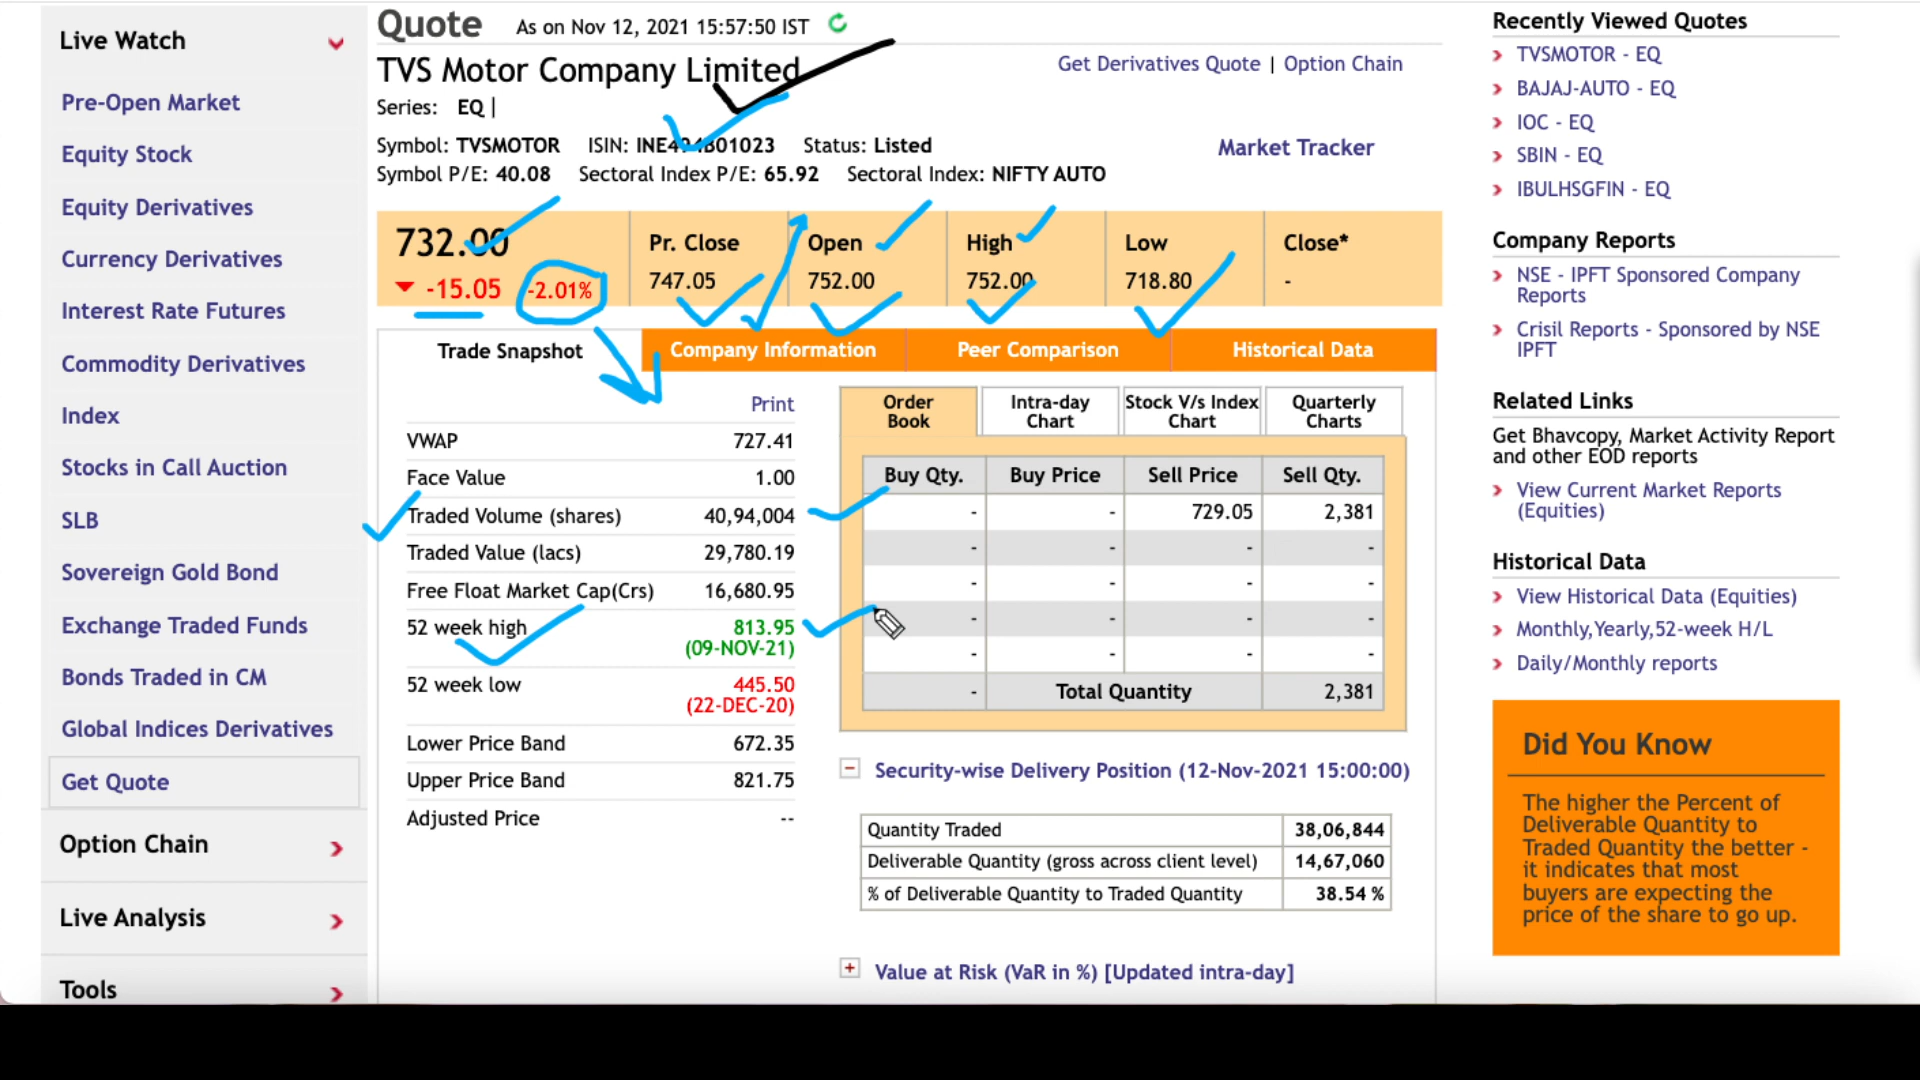 Live Watch
Pre-Open Market
Equity Stock
Equity Derivatives
Currency Derivatives
Interest Rate Futures
Commodity Derivatives
Index
Stocks in Call Auction
SLB
Sovereign Gold Bond
Exchange Traded Funds
Bonds Traded in CM
Global Indices Derivatives
Get Quote
Option Chain
Live Analysis
Tools
Quote As on Nov 12, 2021 15:57:50 IST
TVS Motor Company Limited
Get Derivatives Quote | Option Chain
Series: EQ |
Symbol: TVSMOTOR ISIN: INE494B01023 Status: Listed
Market Tracker
Symbol P/E: 40.08 Sectoral Index P/E: 65.92 Sectoral Index: NIFTY AUTO
732.00 Pr. Close Open High Low Close*
-15.05 -2.01% 747.05 752.00 752.00 718.80 -
Trade Snapshot Company Information Peer Comparison Historical Data
Print
VWAP 727.41
Face Value 1.00
Traded Volume (shares) 40,94,004
Traded Value (lacs) 29,780.19
Free Float Market Cap(Crs) 16,680.95
52 week high 813.95
(09-NOV-21)
52 week low 445.50
(22-DEC-20)
Lower Price Band 672.35
Upper Price Band 821.75
Adjusted Price --
Order Intra-day Stock V/s Index Quarterly
Book Chart Chart Charts
Buy Qty. Buy Price Sell Price Sell Qty.
- - 729.05 2,381
- - - -
- - - -
- - - -
- - - -
- Total Quantity 2,381
Security-wise Delivery Position (12-Nov-2021 15:00:00)
Quantity Traded 38,06,844
Deliverable Quantity (gross across client level) 14,67,060
% of Deliverable Quantity to Traded Quantity 38.54 %
Value at Risk (VaR in %) [Updated intra-day]
Recently Viewed Quotes
TVSMOTOR - EQ
BAJAJ-AUTO - EQ
IOC - EQ
SBIN - EQ
IBULHSGFIN - EQ
Company Reports
NSE - IPFT Sponsored Company
Reports
Crisil Reports - Sponsored by NSE
IPFT
Related Links
Get Bhavcopy, Market Activity Report
and other EOD reports
View Current Market Reports
(Equities)
Historical Data
View Historical Data (Equities)
Monthly,Yearly,52-week H/L
Daily/Monthly reports
Did You Know
The higher the Percent of
Deliverable Quantity to
Traded Quantity the better -
it indicates that most
buyers are expecting the
price of the share to go up.